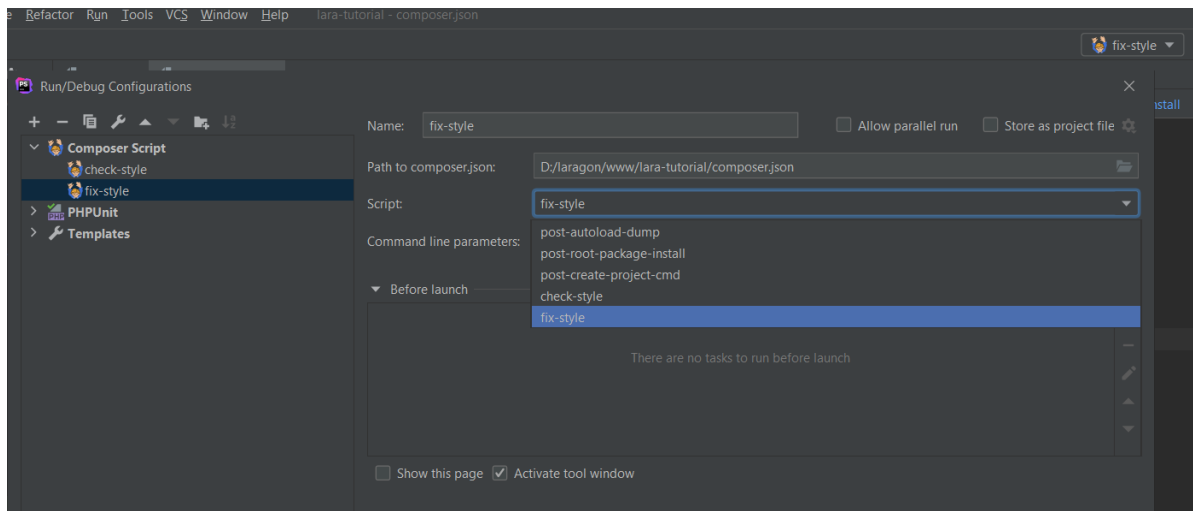 e Refactor Run Tools VCS Window Help lara-tutorial - composer.json
fix-style
PS Run/Debug Configurations
nstall
Name: fix-style Allow parallel run Store as project file
Composer Script
check-style
fix-style
PHP PHPUnit
Templates
Path to composer.json: D:/laragon/www/lara-tutorial/composer.json
Script: fix-style
post-autoload-dump
post-root-package-install
post-create-project-cmd
check-style
fix-style
Command line parameters:
Before launch
There are no tasks to run before launch
Show this page Activate tool window